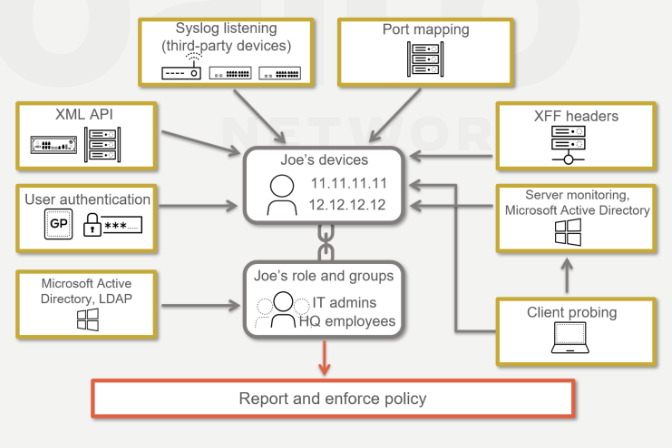 Syslog listening
(third-party devices)
Port mapping
XML API
XFF headers
NETWOR
Joe's devices
11.11.11.11
12.12.12.12
User authentication
GP
***
Server monitoring,
Microsoft Active Directory
Microsoft Active
Directory, LDAP
Joe's role and groups
IT admins
HQ employees
Client probing
Report and enforce policy